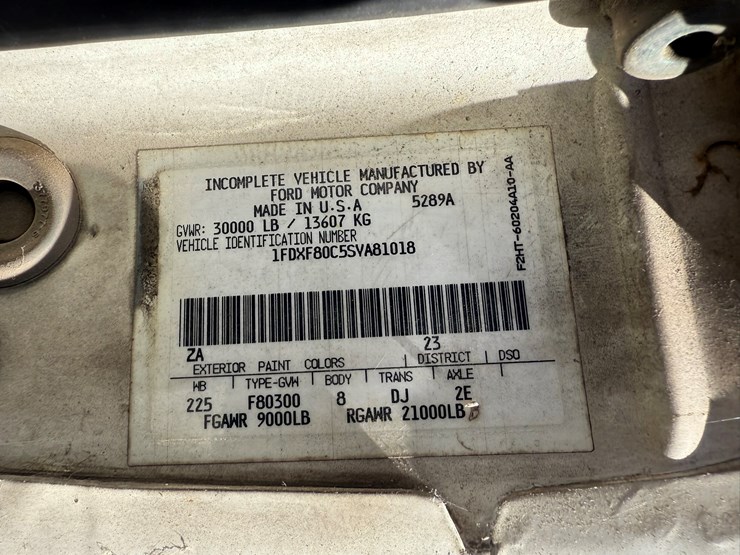 INCOMPLETE VEHICLE MANUFACTURED BY
FORD MOTOR COMPANY
MADE IN U.S.A 5289A
GVWR: 30000 LB / 13607 KG
VEHICLE IDENTIFICATION NUMBER
1FDXF80C5SVA81018
F2HT-60204A10-AA
ZA 23
EXTERIOR PAINT COLORS DISTRICT DSO
WB TYPE-GVW BODY TRANS AXLE
225 F80300 8 DJ 2E
FGAWR 9000LB RGAWR 21000LB